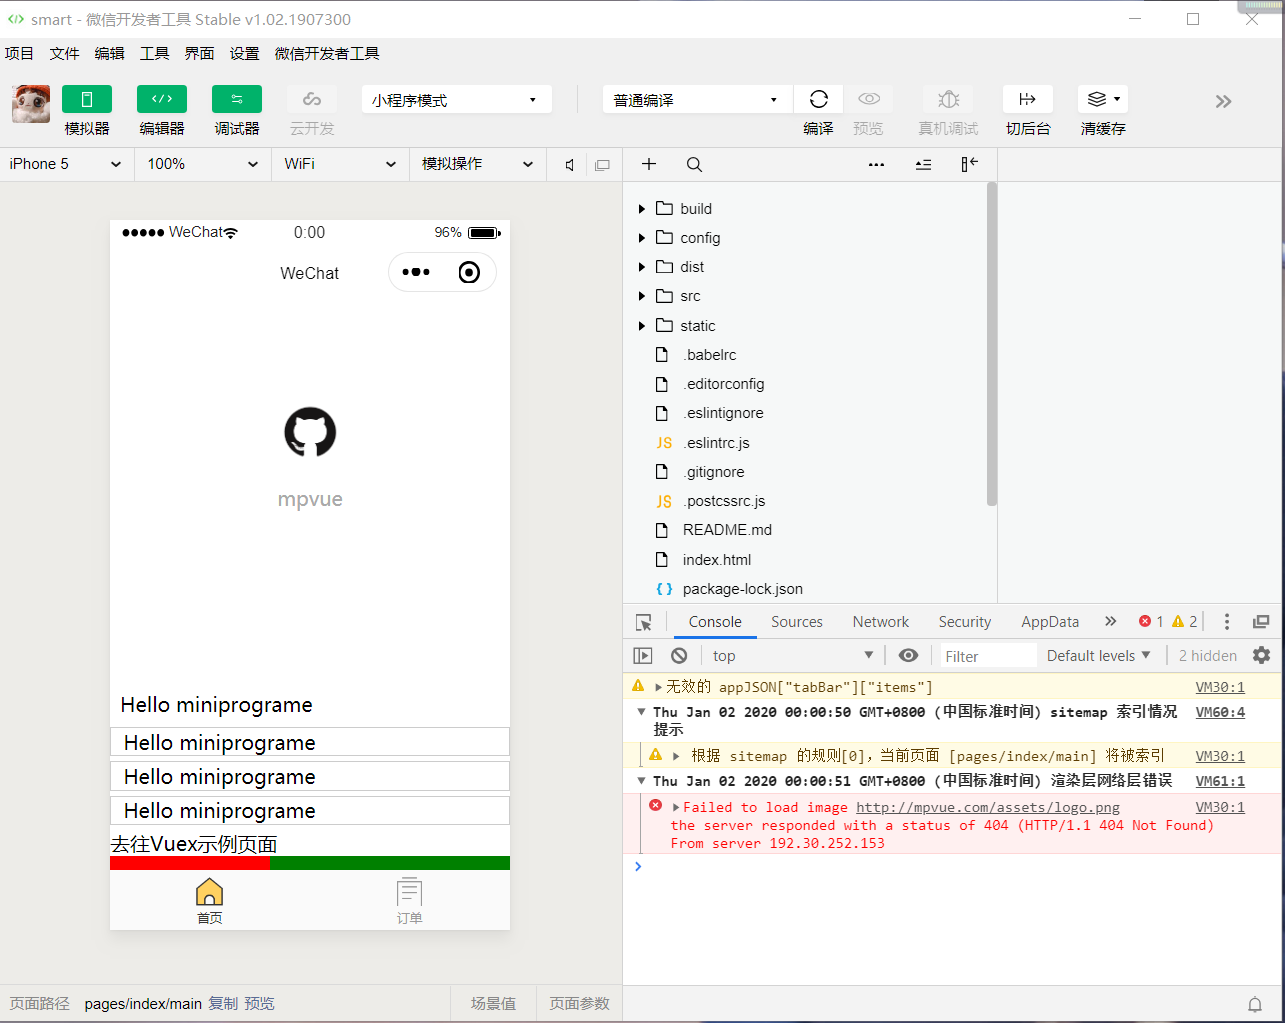 smart - 微信开发者工具 Stable v1.02.1907300
项目 文件 编辑 工具 界面 设置 微信开发者工具
小程序模式 普通编译
模拟器 编辑器 调试器 云开发 编译 预览 真机调试 切后台 清缓存
iPhone 5 100% WiFi 模拟操作
WeChat 0:00 96%
WeChat
mpvue
Hello miniprograme
Hello miniprograme
Hello miniprograme
Hello miniprograme
去往Vuex示例页面
首页 订单
页面路径 pages/index/main 复制 预览 场景值 页面参数
build
config
dist
src
static
.babelrc
.editorconfig
.eslintignore
JS .eslintrc.js
.gitignore
JS .postcssrc.js
README.md
index.html
{ } package-lock.json
Console Sources Network Security AppData 1 2
top Filter Default levels 2 hidden
无效的 appJSON["tabBar"]["items"] VM30:1
Thu Jan 02 2020 00:00:50 GMT+0800 (中国标准时间) sitemap 索引情况 VM60:4
提示
根据 sitemap 的规则[0]，当前页面 [pages/index/main] 将被索引 VM30:1
Thu Jan 02 2020 00:00:51 GMT+0800 (中国标准时间) 渲染层网络层错误 VM61:1
Failed to load image http://mpvue.com/assets/logo.png VM30:1
the server responded with a status of 404 (HTTP/1.1 404 Not Found)
From server 192.30.252.153